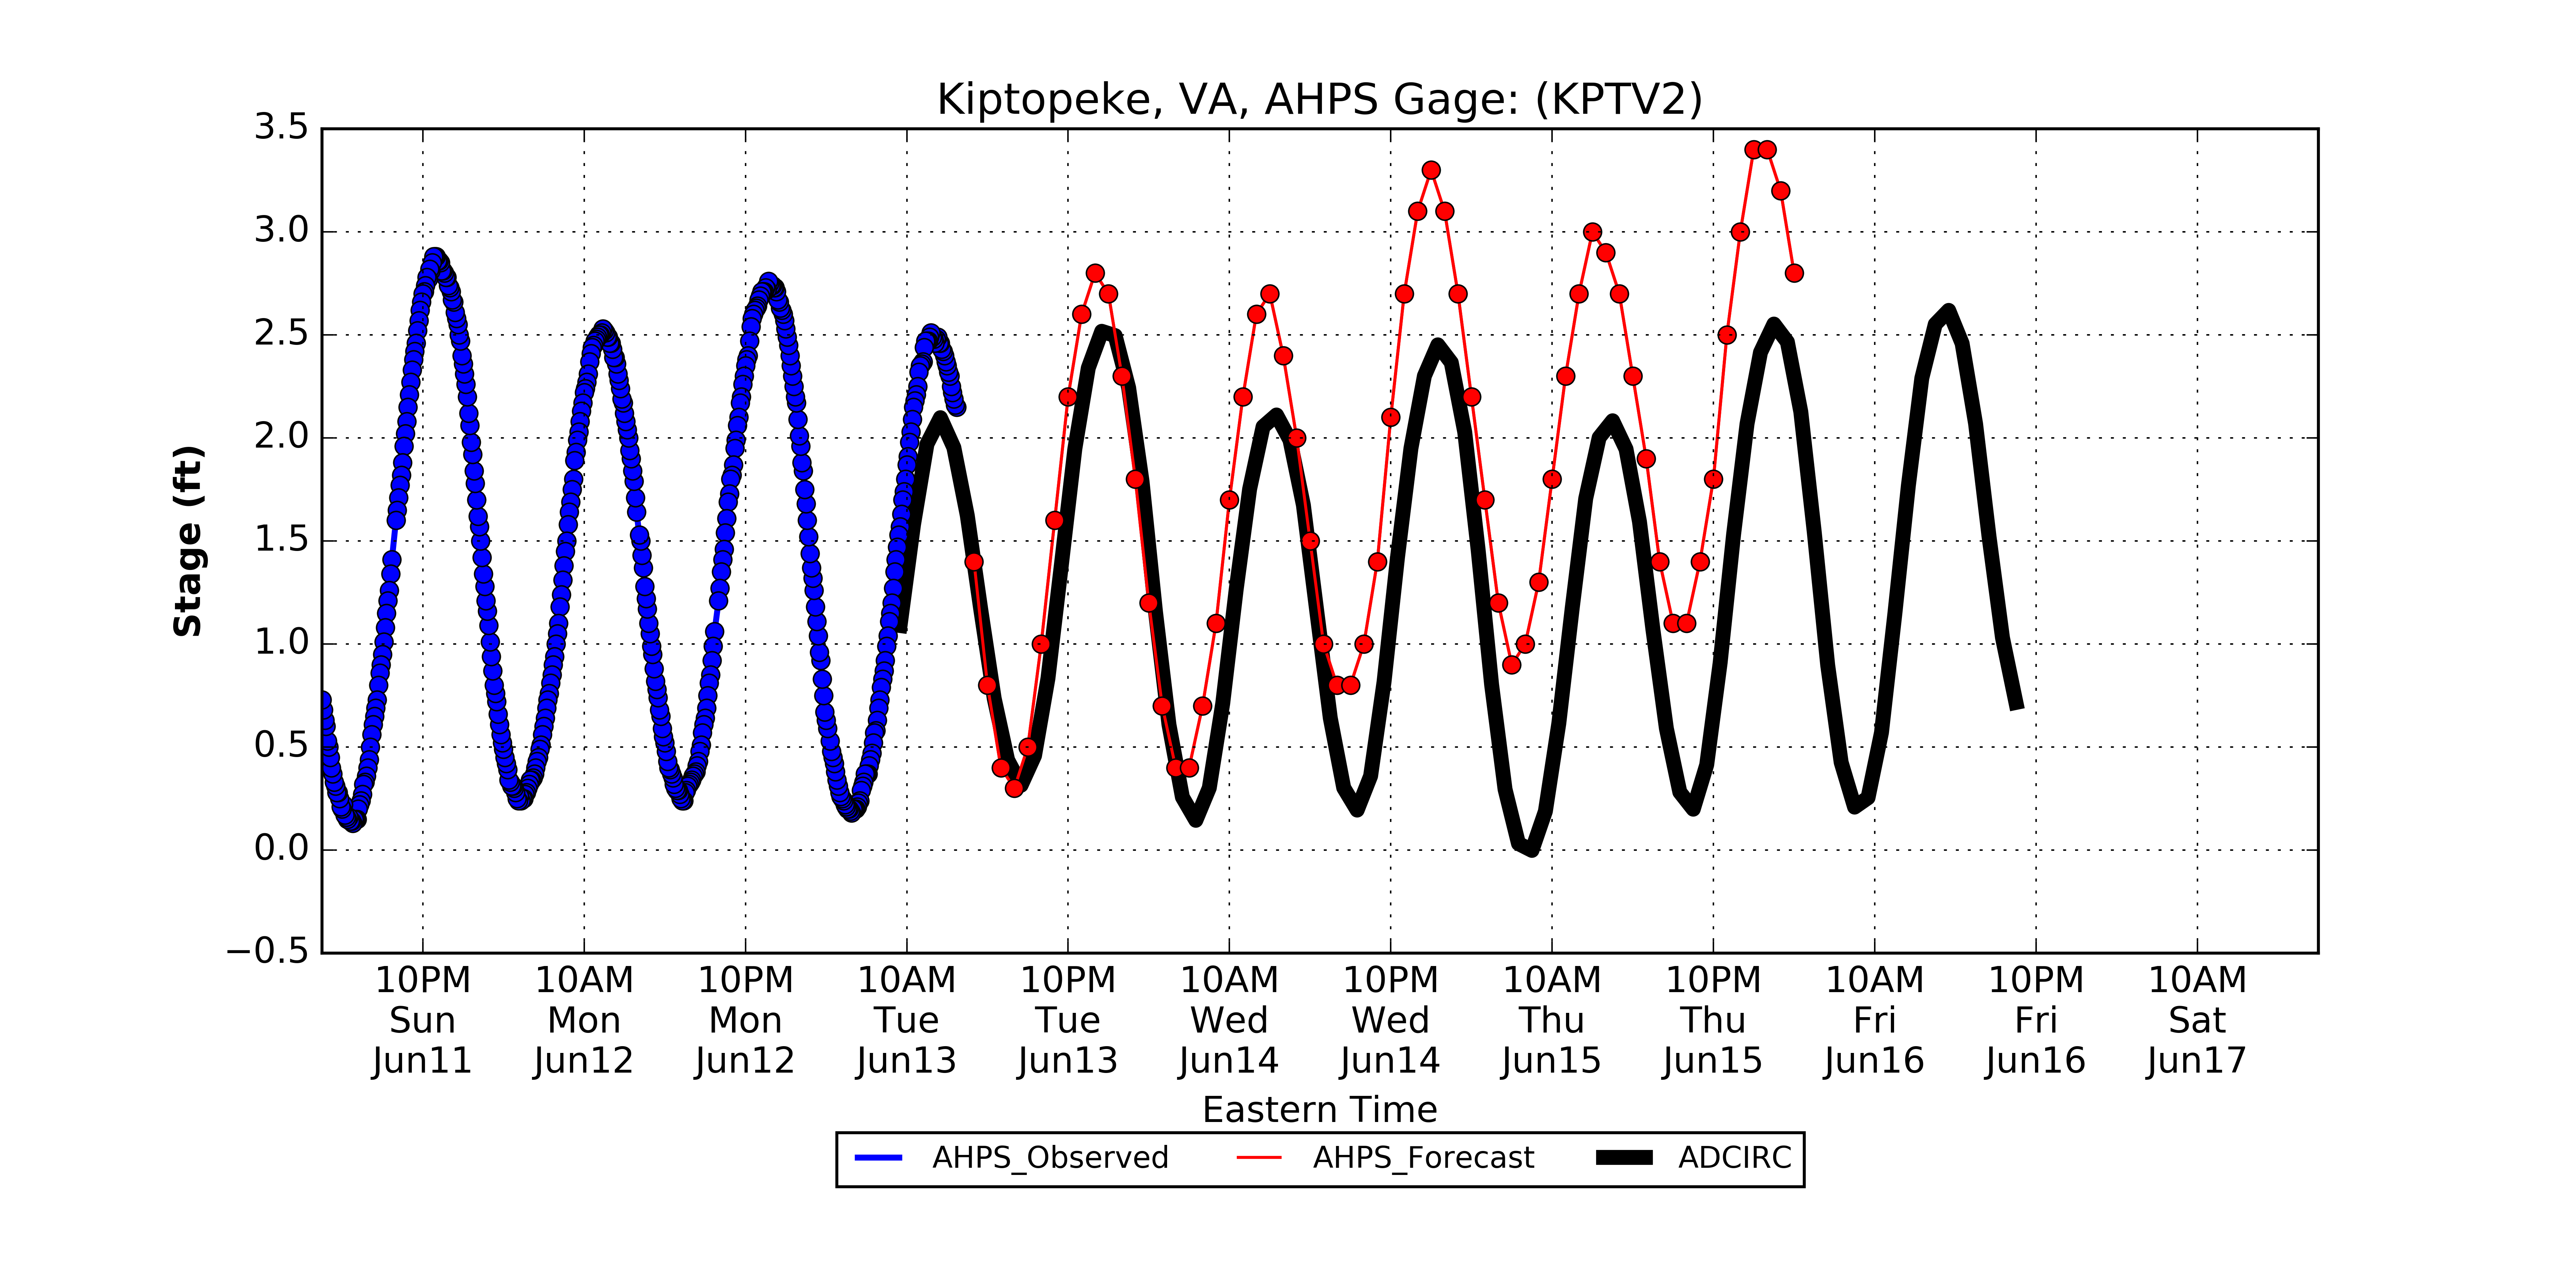 Kiptopeke, VA, AHPS Gage: (KPTV2)
3.5
3.0
2.5
2.0
1.5
1.0
0.5
0.0
−0.5
Stage (ft)
10PM 10AM 10PM 10AM 10PM 10AM 10PM 10AM 10PM 10AM 10PM 10AM
Sun Mon Mon Tue Tue Wed Wed Thu Thu Fri Fri Sat
Jun11 Jun12 Jun12 Jun13 Jun13 Jun14 Jun14 Jun15 Jun15 Jun16 Jun16 Jun17
Eastern Time
AHPS_Observed AHPS_Forecast ADCIRC